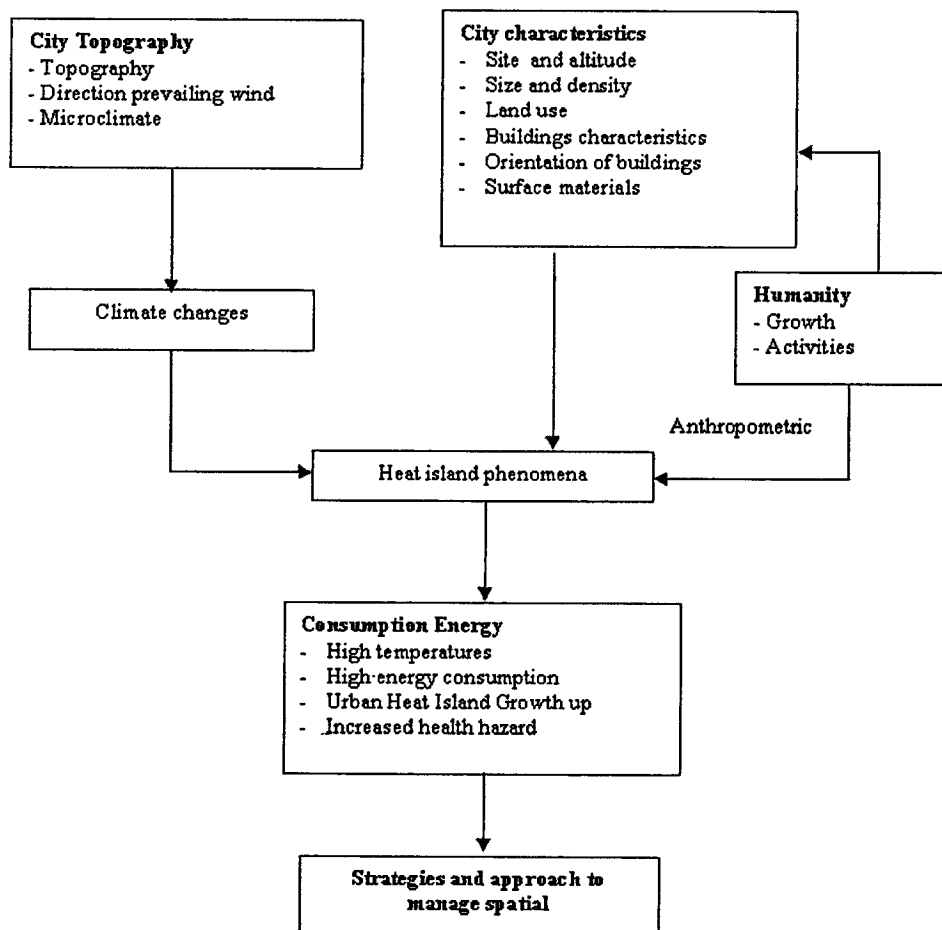 City Topography
- Topography
- Direction prevailing wind
- Microclimate
City characteristics
- Site and altitude
- Size and density
- Land use
- Buildings characteristics
- Orientation of buildings
- Surface materials
Climate changes
Humanity
- Growth
- Activities
Anthropometric
Heat island phenomena
Consumption Energy
- High temperatures
- High-energy consumption
- Urban Heat Island Growth up
- Increased health hazard
Strategies and approach to
manage spatial